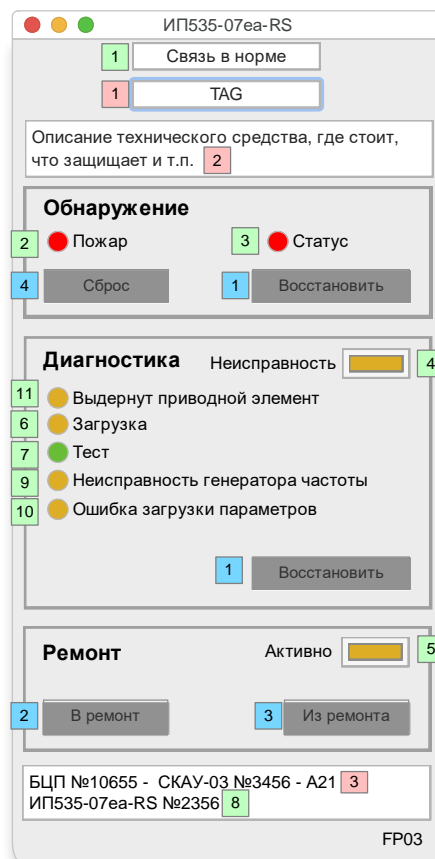 ИП535-07ea-RS
1 Связь в норме
1 TAG
Описание технического средства, где стоит,
что защищает и т.п. 2
Обнаружение
2 Пожар 3 Статус
4 Сброс 1 Восстановить
Диагностика Неисправность 4
11 Выдернут приводной элемент
6 Загрузка
7 Тест
9 Неисправность генератора частоты
10 Ошибка загрузки параметров
1 Восстановить
Ремонт Активно 5
2 В ремонт 3 Из ремонта
БЦП №10655 - СКАУ-03 №3456 - А21 3
ИП535-07ea-RS №2356 8
FP03